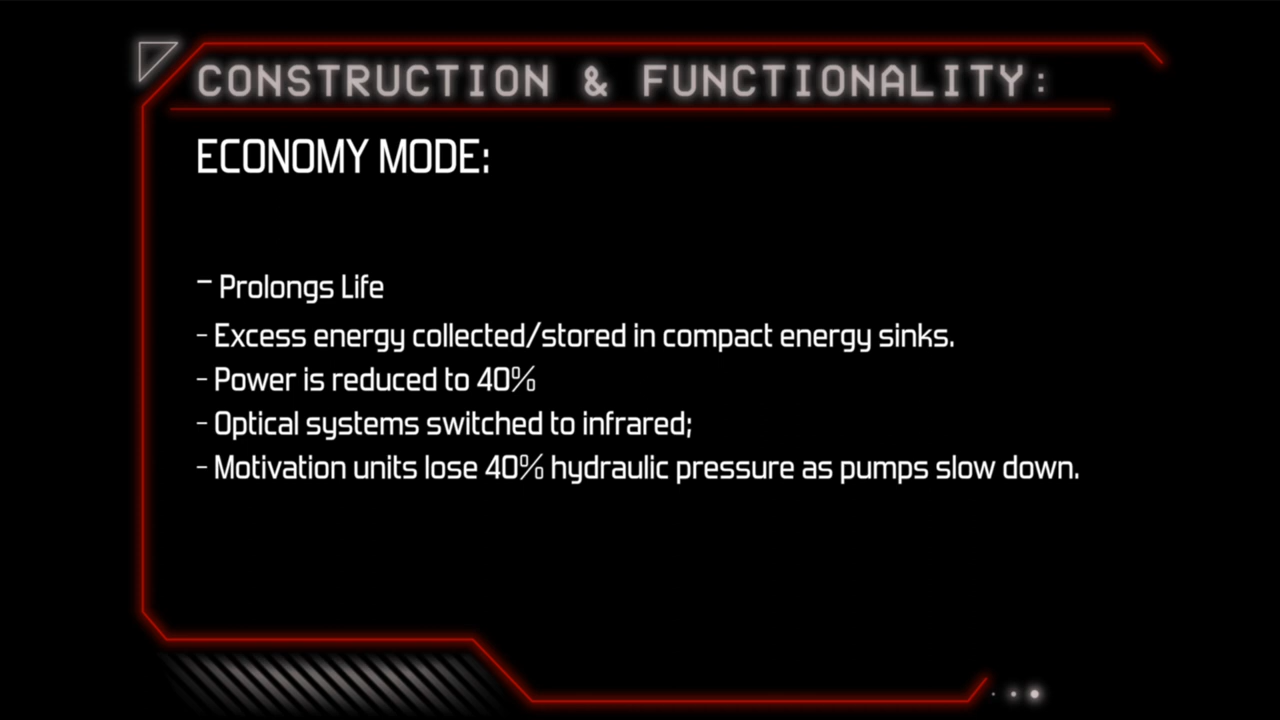 CONSTRUCTION & FUNCTIONALITY:
ECONOMY MODE:
- Prolongs Life
- Excess energy collected/stored in compact energy sinks.
- Power is reduced to 40%
- Optical systems switched to infrared;
- Motivation units lose 40% hydraulic pressure as pumps slow down.